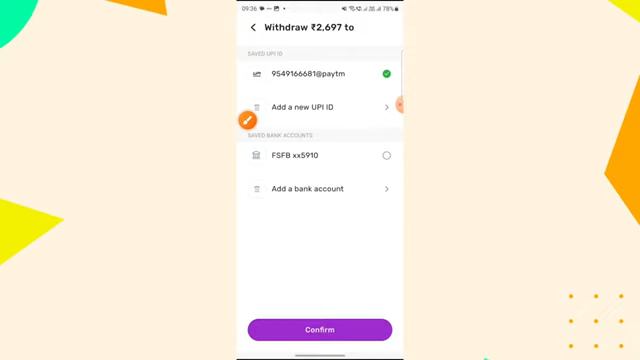 09:36
78%
Withdraw ₹2,697 to
SAVED UPI ID
9549166681@paytm
Add a new UPI ID
SAVED BANK ACCOUNTS
FSFB xx5910
Add a bank account
Confirm